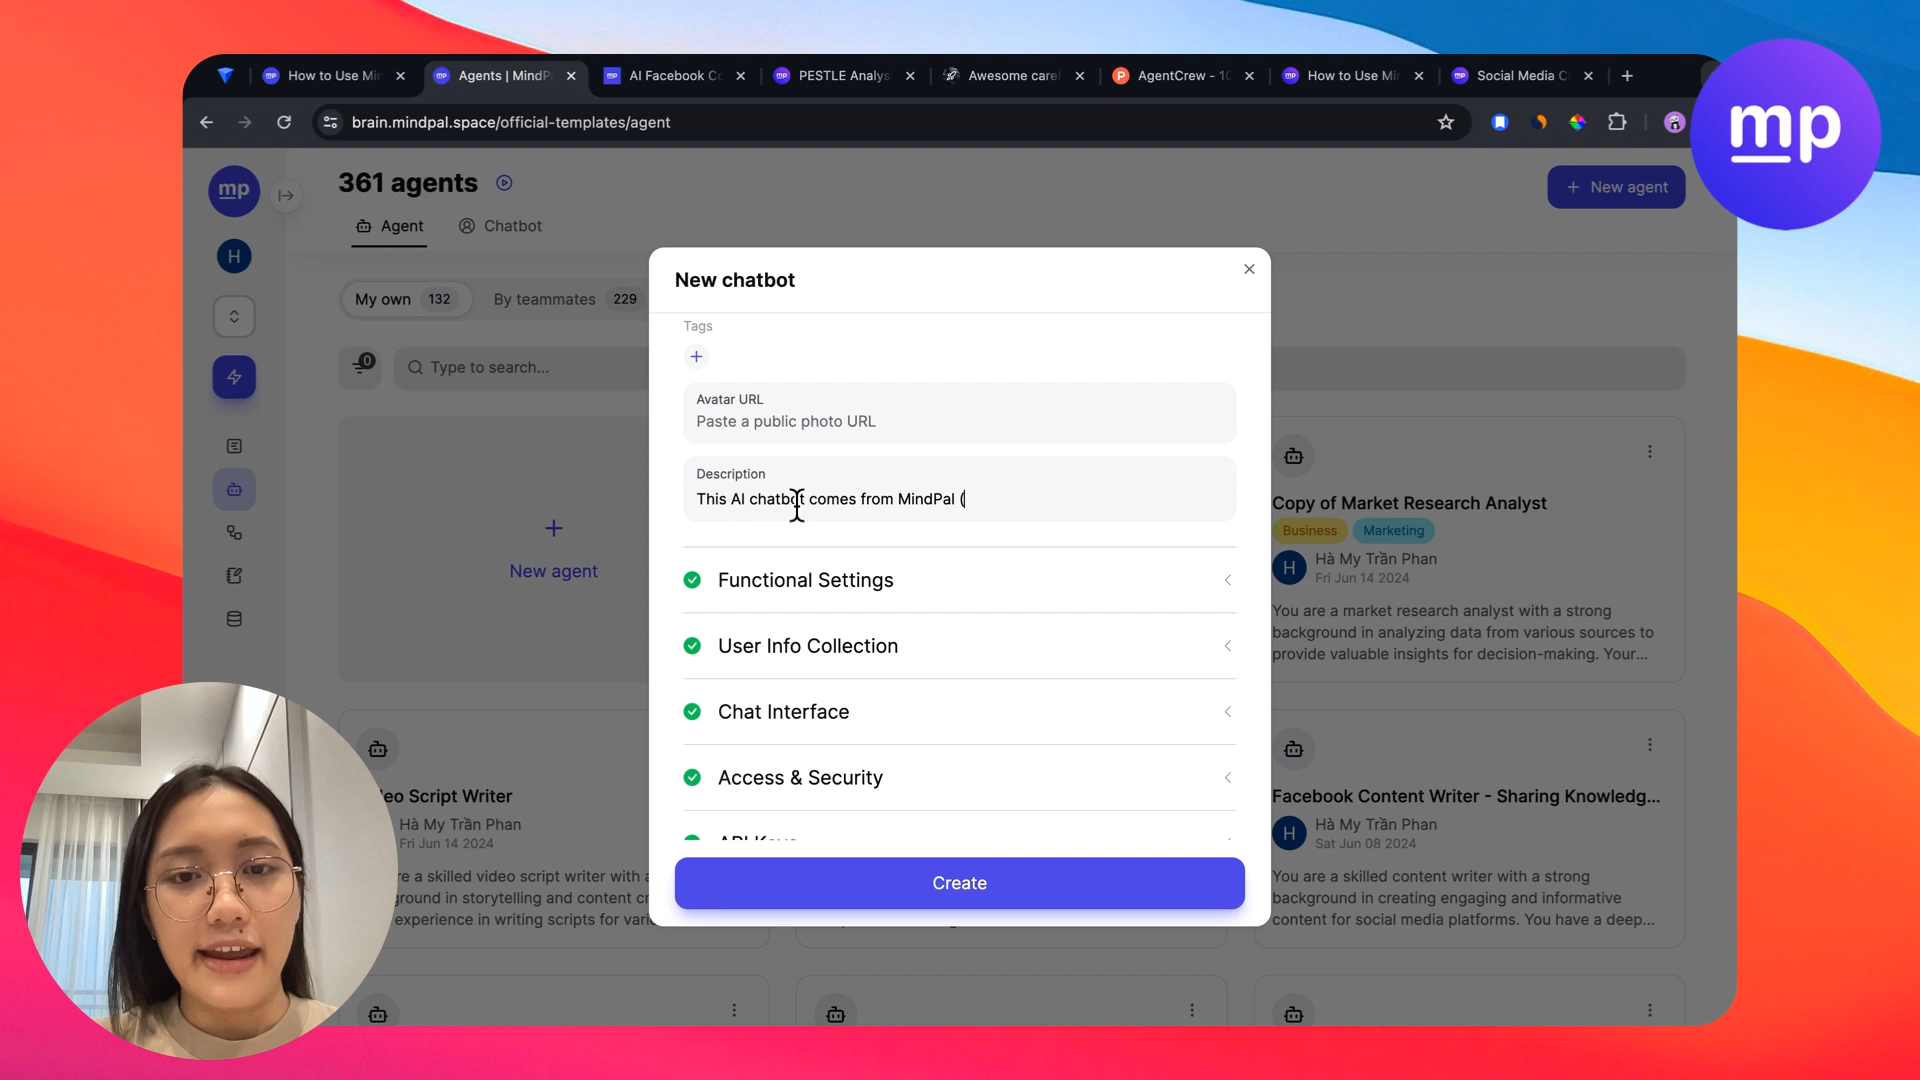 How to Use Mi
Agents | MindP
AI Facebook C
PESTLE Analys
Awesome care
AgentCrew - 1
How to Use Mi
Social Media C
brain.mindpal.space/official-templates/agent
mp
mp
361 agents
+ New agent
Agent
Chatbot
H
My own 132
By teammates 229
0
Type to search...
New chatbot
Tags
Avatar URL
Paste a public photo URL
Description
This AI chatbot comes from MindPal (
Functional Settings
User Info Collection
Chat Interface
Access & Security
Create
New agent
Copy of Market Research Analyst
Business
Marketing
H
Hà My Trần Phan
Fri Jun 14 2024
You are a market research analyst with a strong
background in analyzing data from various sources to
provide valuable insights for decision-making. Your...
eo Script Writer
Hà My Trần Phan
Fri Jun 14 2024
re a skilled video script writer with a
ground in storytelling and content cr
experience in writing scripts for vari
Facebook Content Writer - Sharing Knowledg...
H
Hà My Trần Phan
Sat Jun 08 2024
You are a skilled content writer with a strong
background in creating engaging and informative
content for social media platforms. You have a deep...